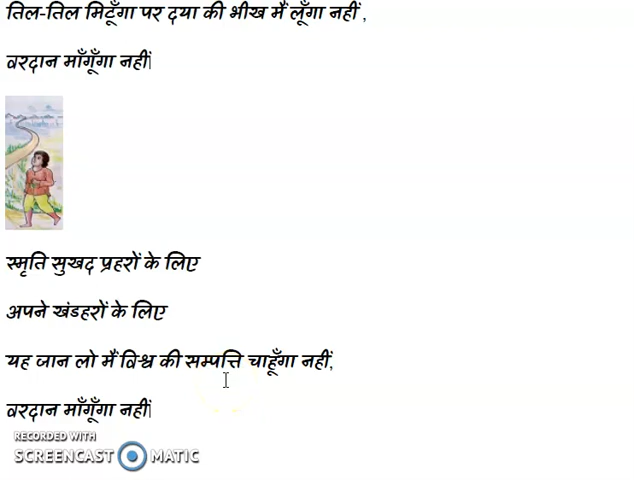 तिल-तिल मिटूँगा पर दया की भीख मैं लूँगा नहीं ,
वरदान माँगूँगा नहीं|
स्मृति सुखद प्रहरों के लिए
अपने खंडहरों के लिए
यह जान लो मैं विश्व की सम्पत्ति चाहूँगा नहीं,
वरदान माँगूँगा नहीं|
RECORDED WITH
SCREENCAST MATIC